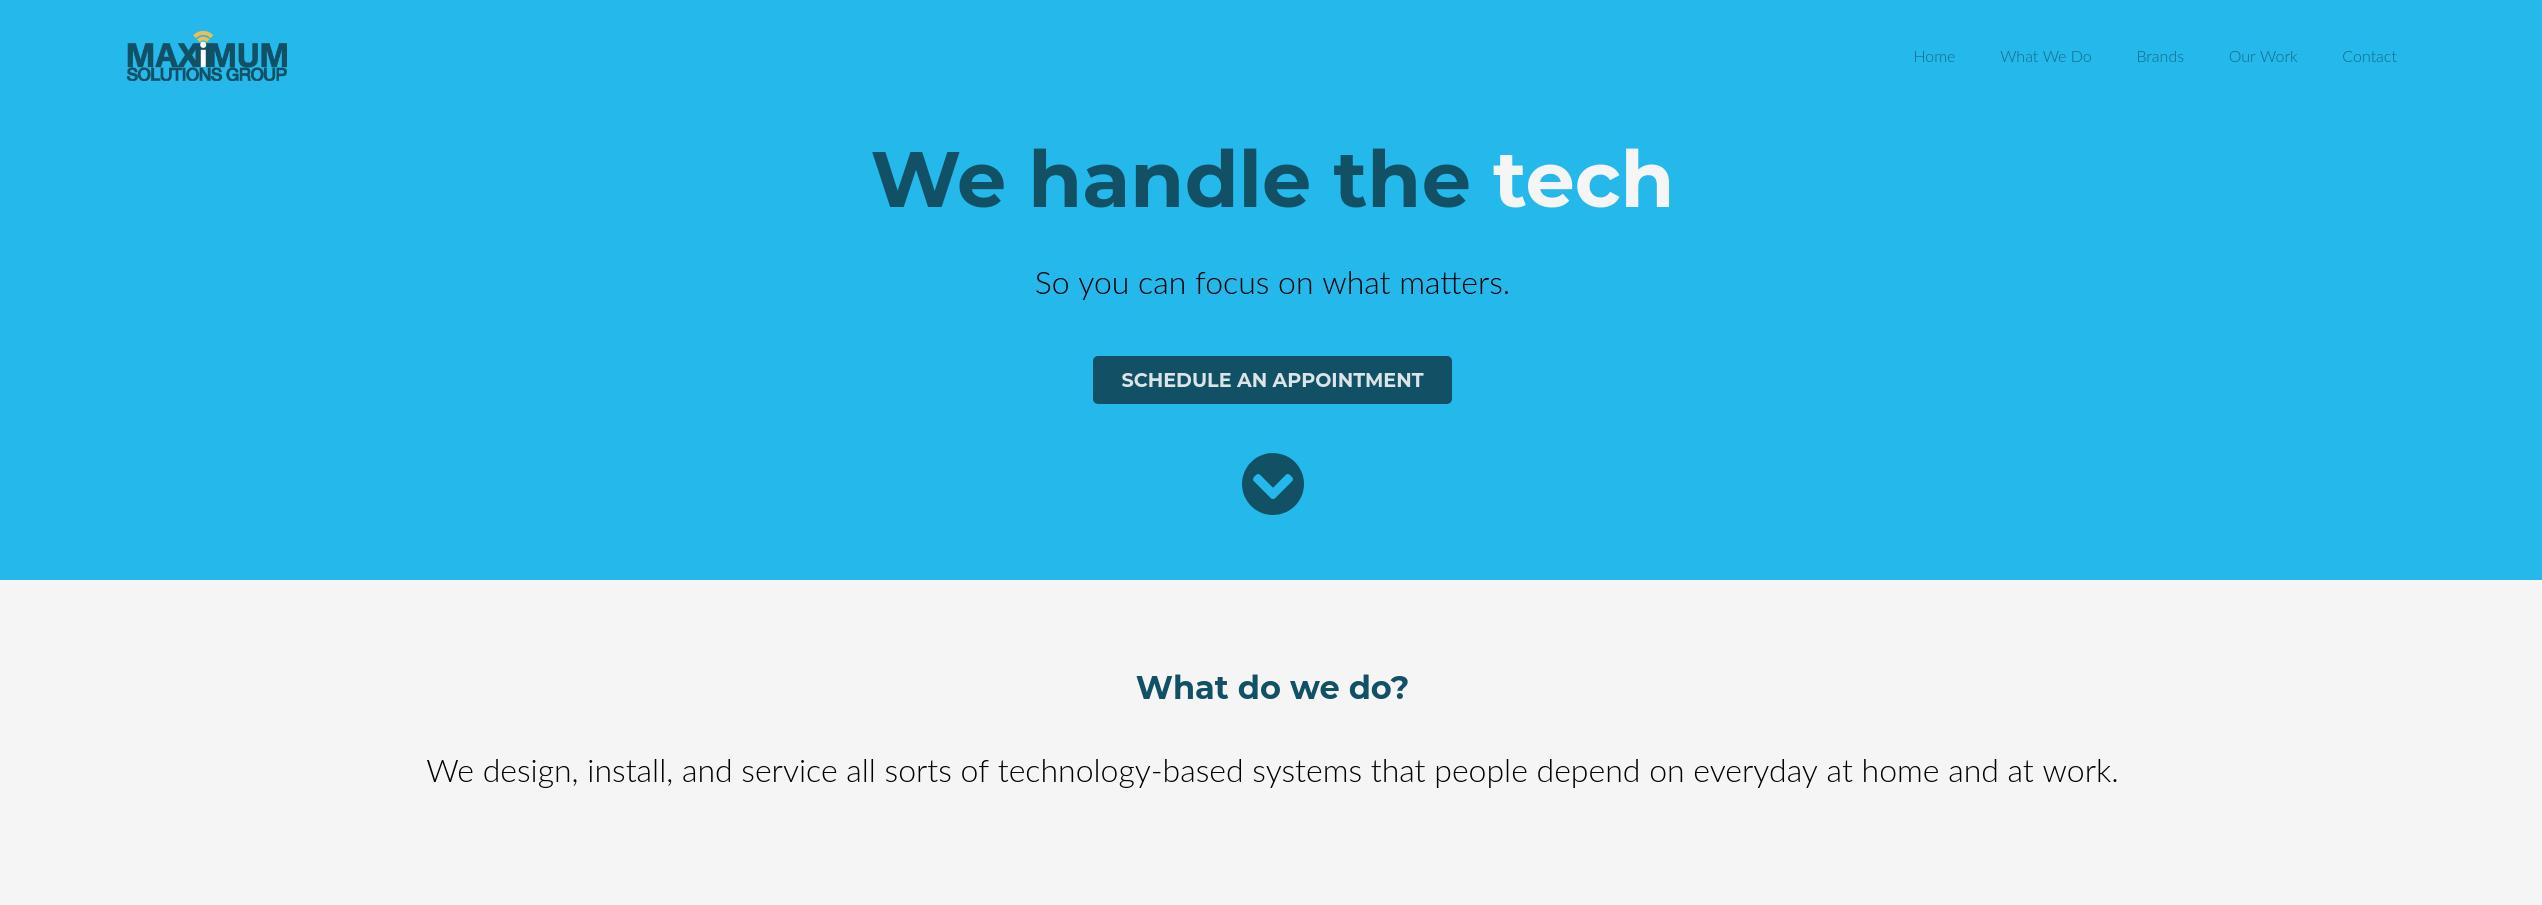 MAXiMUM
SOLUTIONS GROUP
Home What We Do Brands Our Work Contact
We handle the tech
So you can focus on what matters.
SCHEDULE AN APPOINTMENT
What do we do?
We design, install, and service all sorts of technology-based systems that people depend on everyday at home and at work.